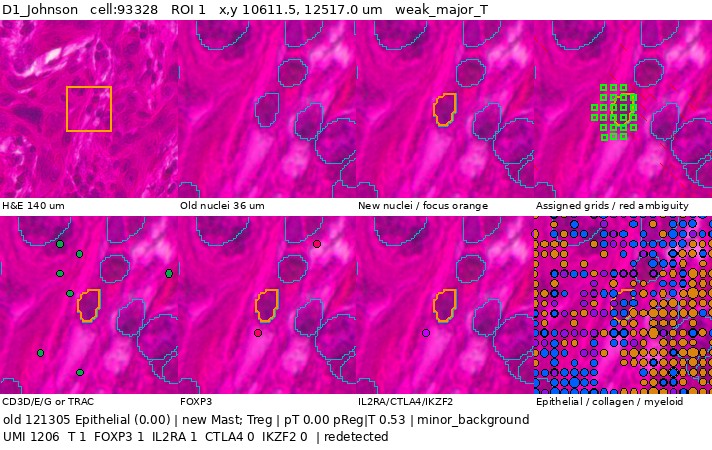 D1_Johnson   cell:93328   ROI 1   x,y 10611.5, 12517.0 um   weak_major_T
H&E 140 um   Old nuclei 36 um   New nuclei / focus orange   Assigned grids / red ambiguity
CD3D/E/G or TRAC   FOXP3   IL2RA/CTLA4/IKZF2   Epithelial / collagen / myeloid
old 121305 Epithelial (0.00) | new Mast; Treg | pT 0.00 pReg|T 0.53 | minor_background
UMI 1206  T 1  FOXP3 1  IL2RA 1  CTLA4 0  IKZF2 0  | redetected